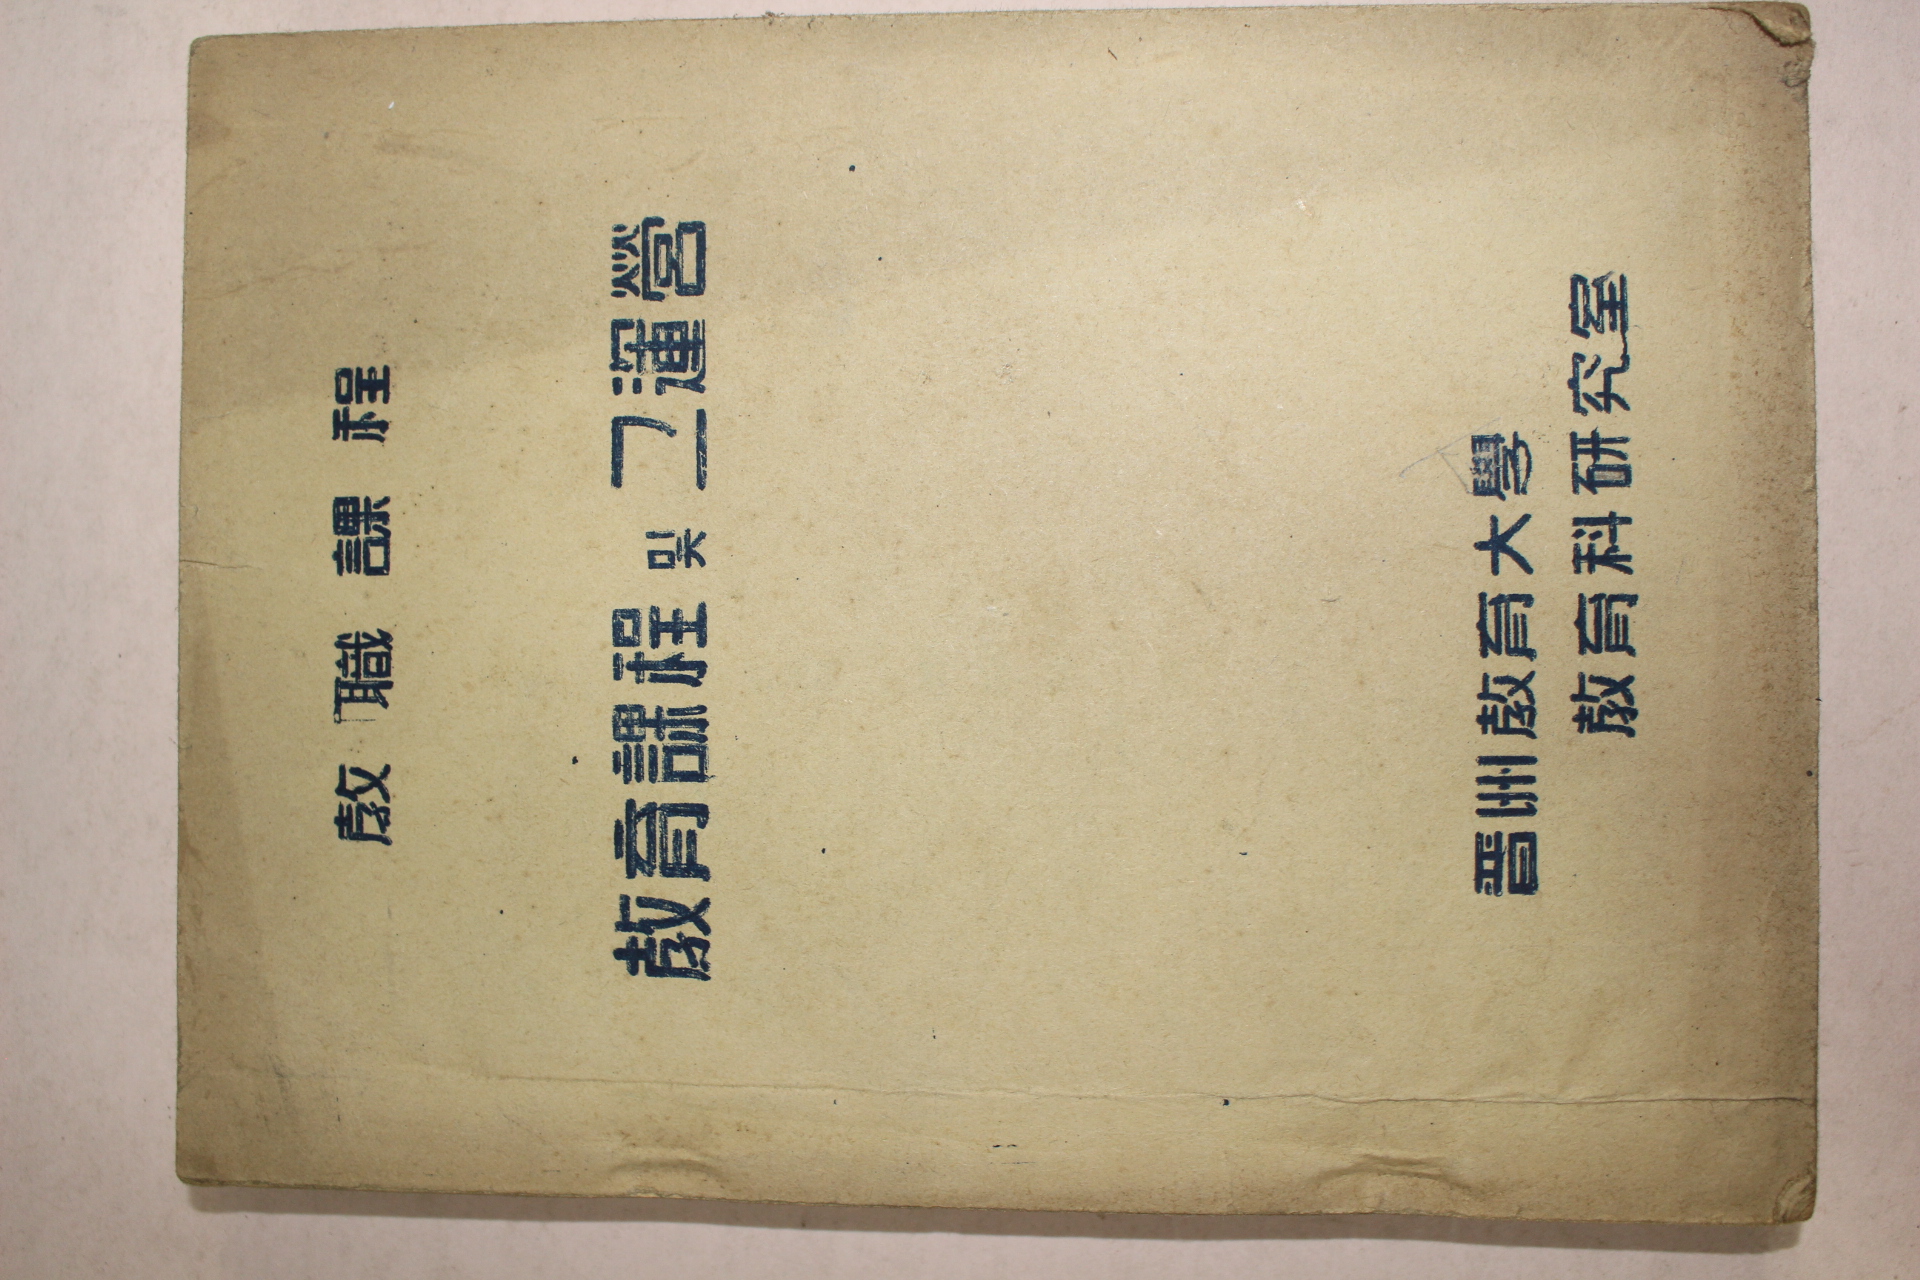 敎職課程
敎育課程 및 그 運營
晋州敎育大學
敎育科硏究室